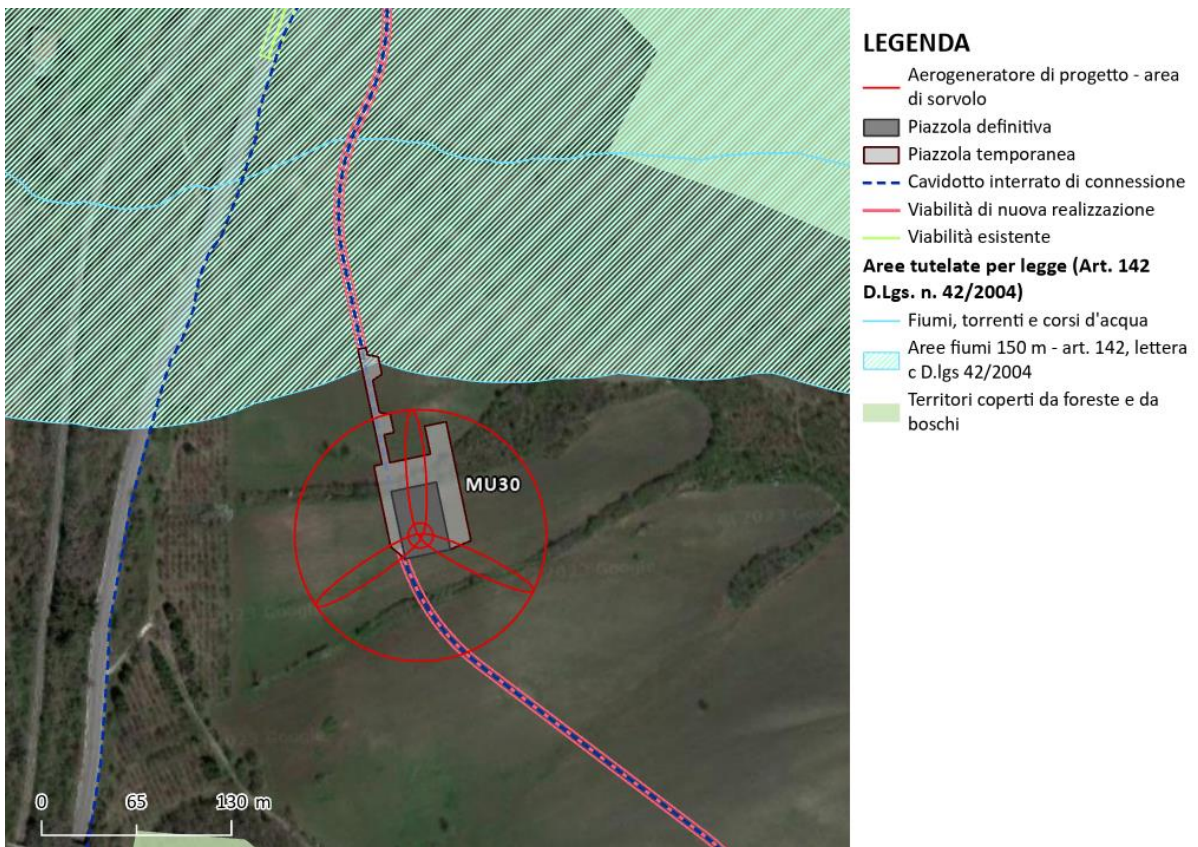 MU30
0 65 130 m
LEGENDA
Aerogeneratore di progetto - area
di sorvolo
Piazzola definitiva
Piazzola temporanea
Cavidotto interrato di connessione
Viabilità di nuova realizzazione
Viabilità esistente
Aree tutelate per legge (Art. 142
D.Lgs. n. 42/2004)
Fiumi, torrenti e corsi d'acqua
Aree fiumi 150 m - art. 142, lettera
c D.lgs 42/2004
Territori coperti da foreste e da
boschi